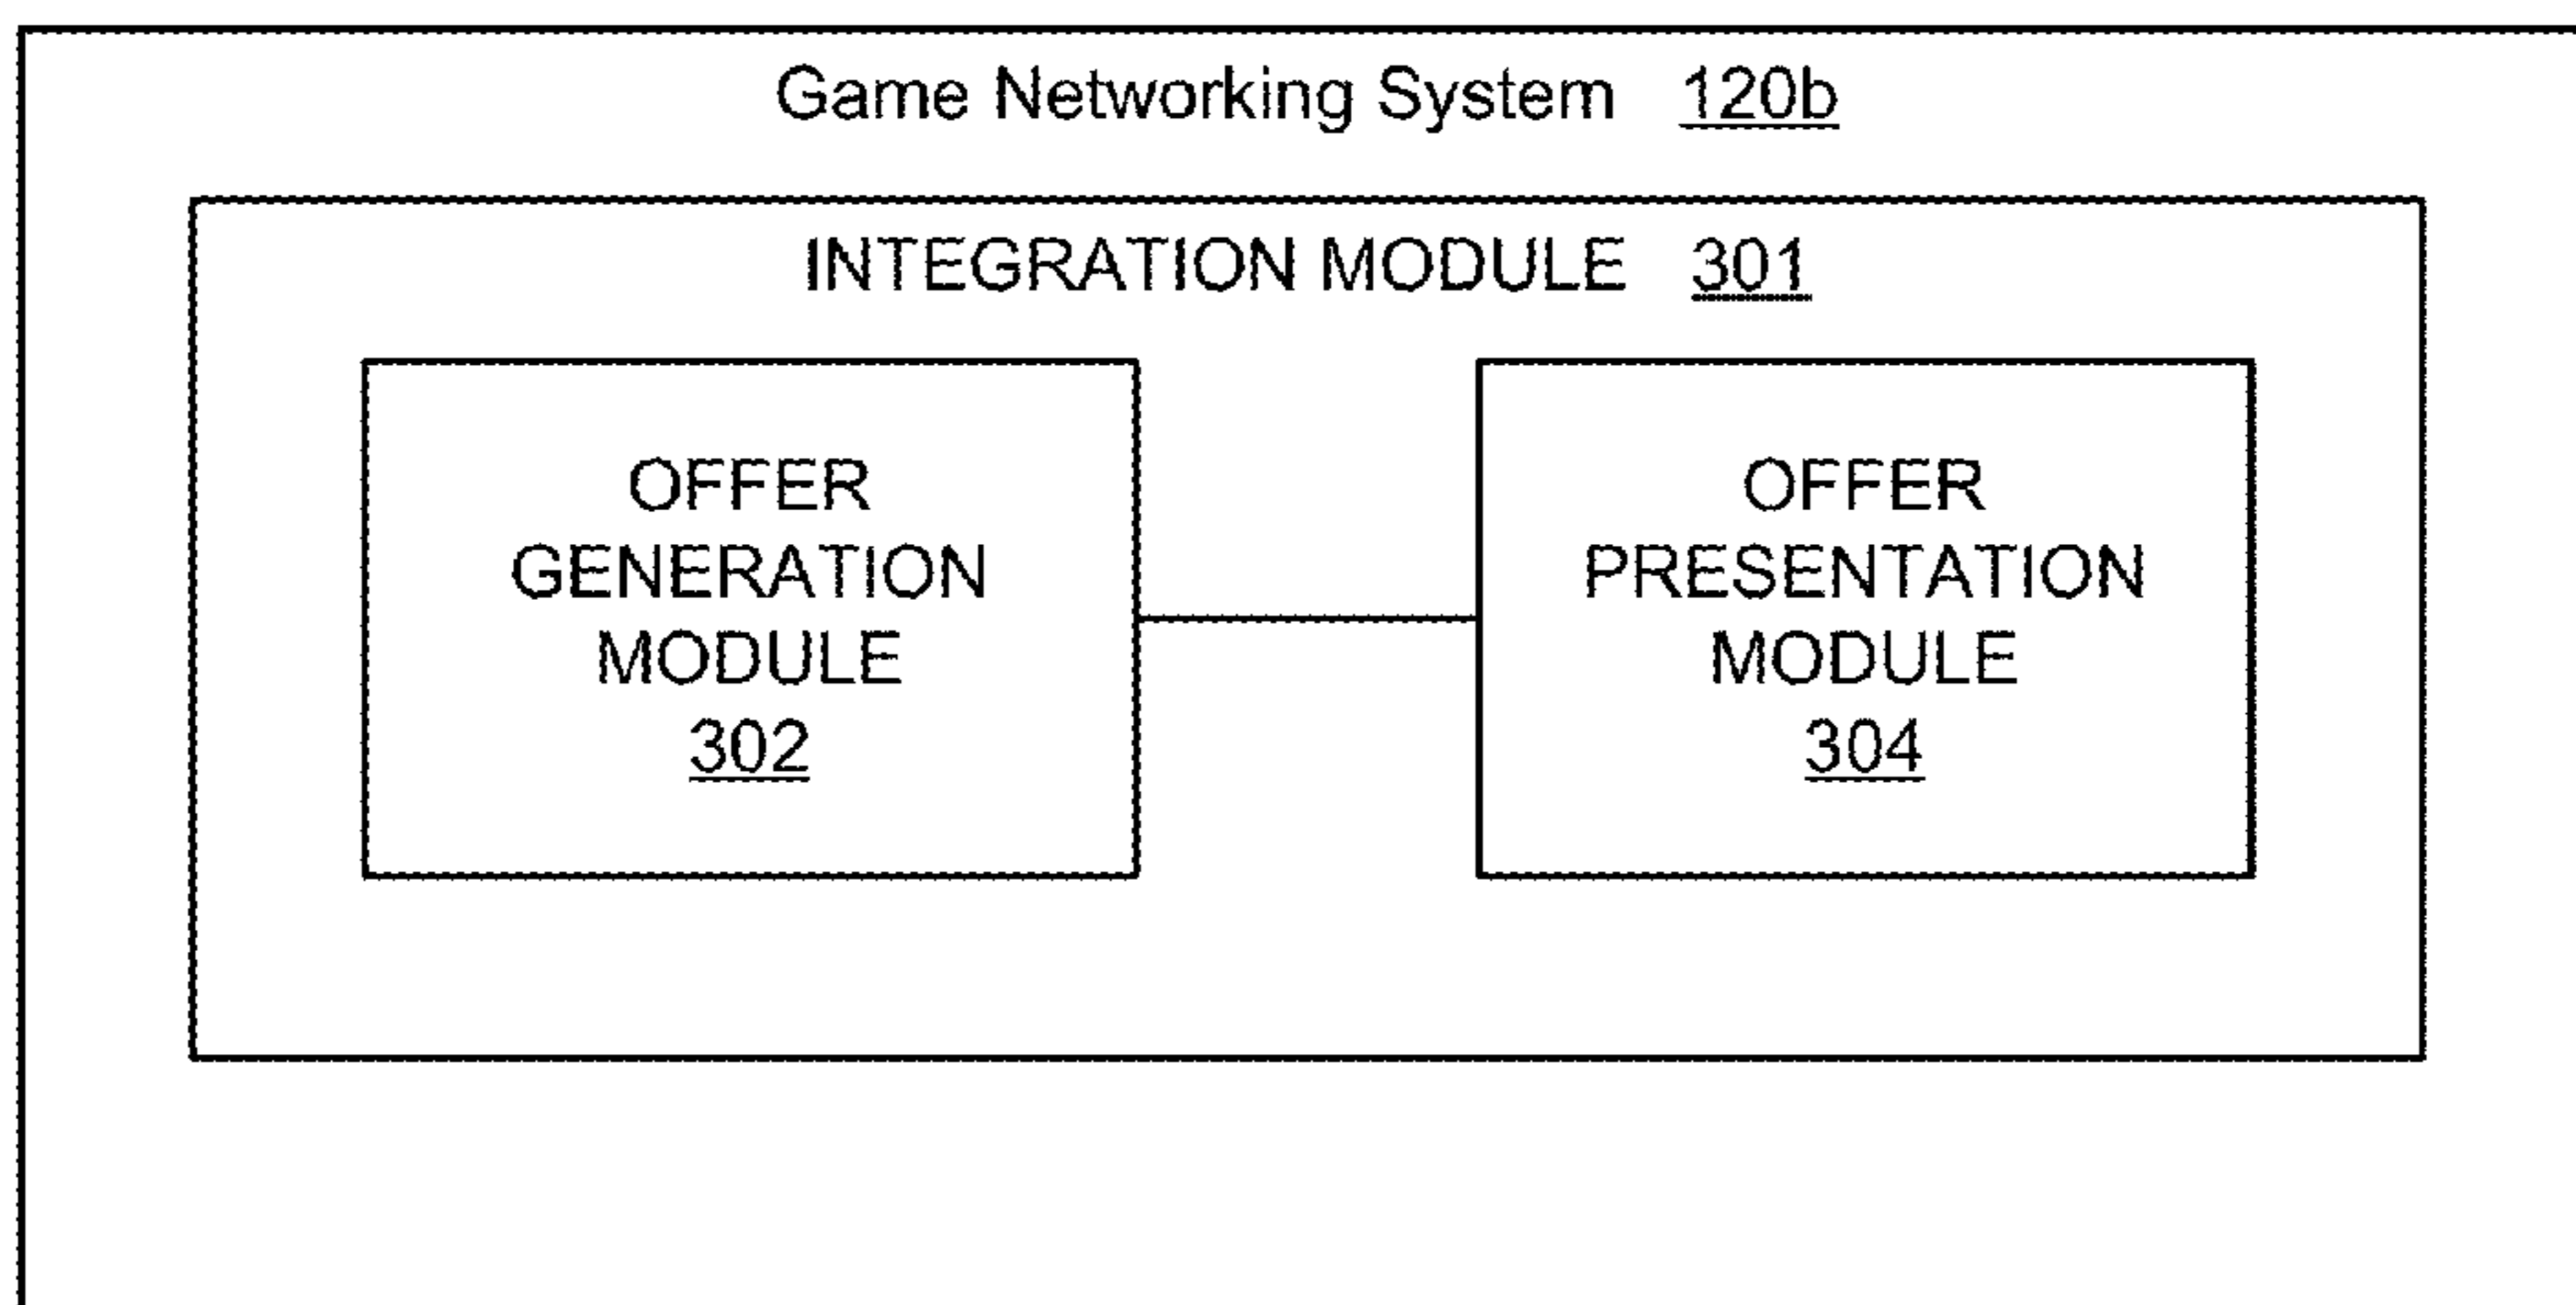 Game Networking System 120b
INTEGRATION MODULE 301
OFFER
GENERATION
MODULE
302
OFFER
PRESENTATION
MODULE
304